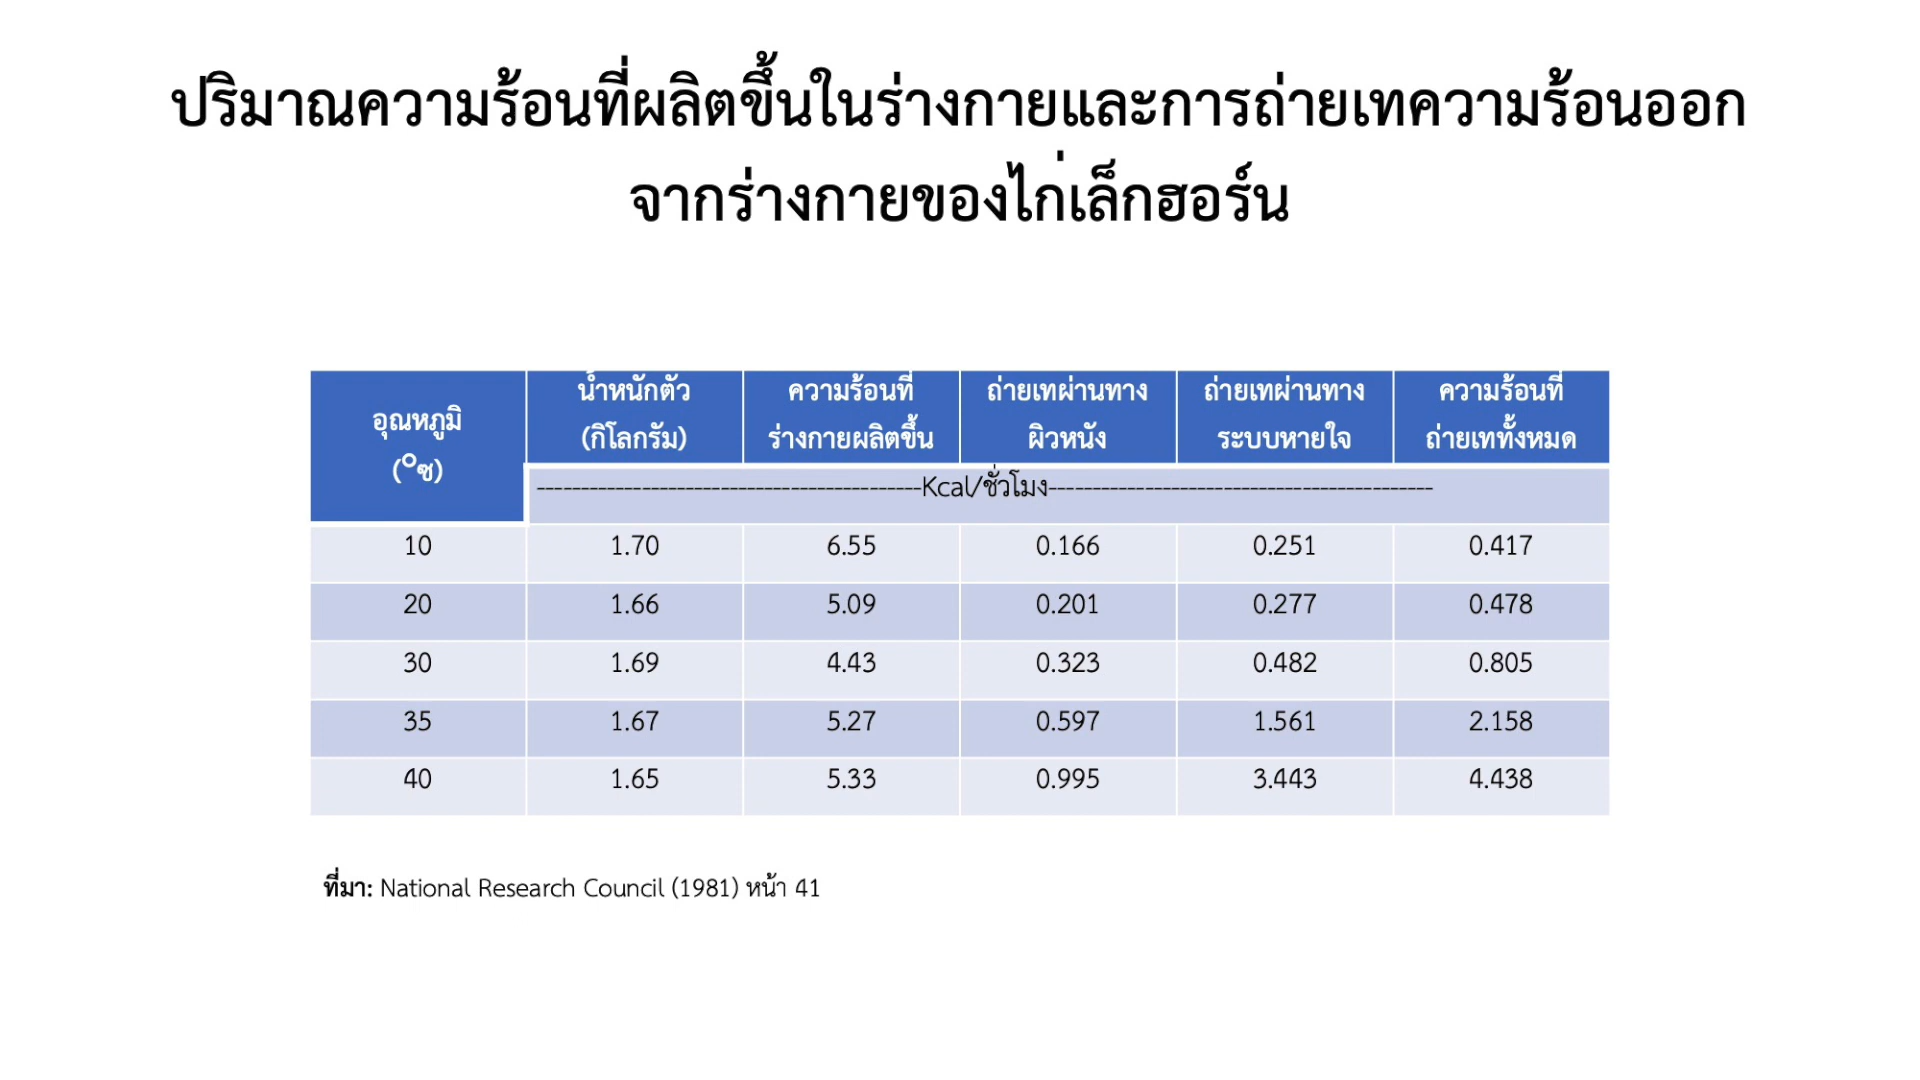 ปริมาณความร้อนที่ผลิตขึ้นในร่างกายและการถ่ายเทความร้อนออก
จากร่างกายของไก่เล็กฮอร์น
อุณหภูมิ (°ซ) น้ำหนักตัว (กิโลกรัม) ความร้อนที่ร่างกายผลิตขึ้น ถ่ายเทผ่านทางผิวหนัง ถ่ายเทผ่านทางระบบหายใจ ความร้อนที่ถ่ายเททั้งหมด
--------------------------------------------Kcal/ชั่วโมง--------------------------------------------
10 1.70 6.55 0.166 0.251 0.417
20 1.66 5.09 0.201 0.277 0.478
30 1.69 4.43 0.323 0.482 0.805
35 1.67 5.27 0.597 1.561 2.158
40 1.65 5.33 0.995 3.443 4.438
ที่มา: National Research Council (1981) หน้า 41